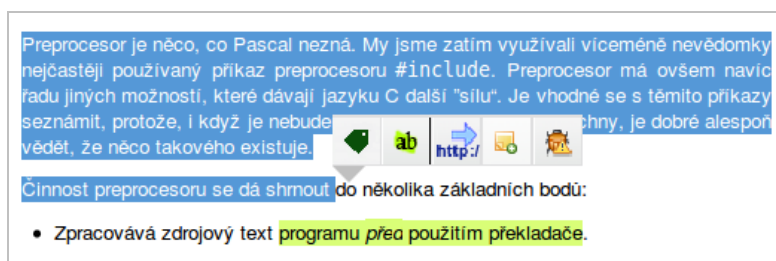 Preprocesor je něco, co Pascal nezná. My jsme zatím využívali víceméně nevědomky
nejčastěji používaný příkaz preprocesoru #include. Preprocesor má ovšem navíc
řadu jiných možností, které dávají jazyku C další "sílu". Je vhodné se s těmito příkazy
seznámit, protože, i když je nebude chny, je dobré alespoň
ab http:/
vědět, že něco takového existuje.
Činnost preprocesoru se dá shrnout do několika základních bodů:
• Zpracovává zdrojový text programu před použitím překladače.